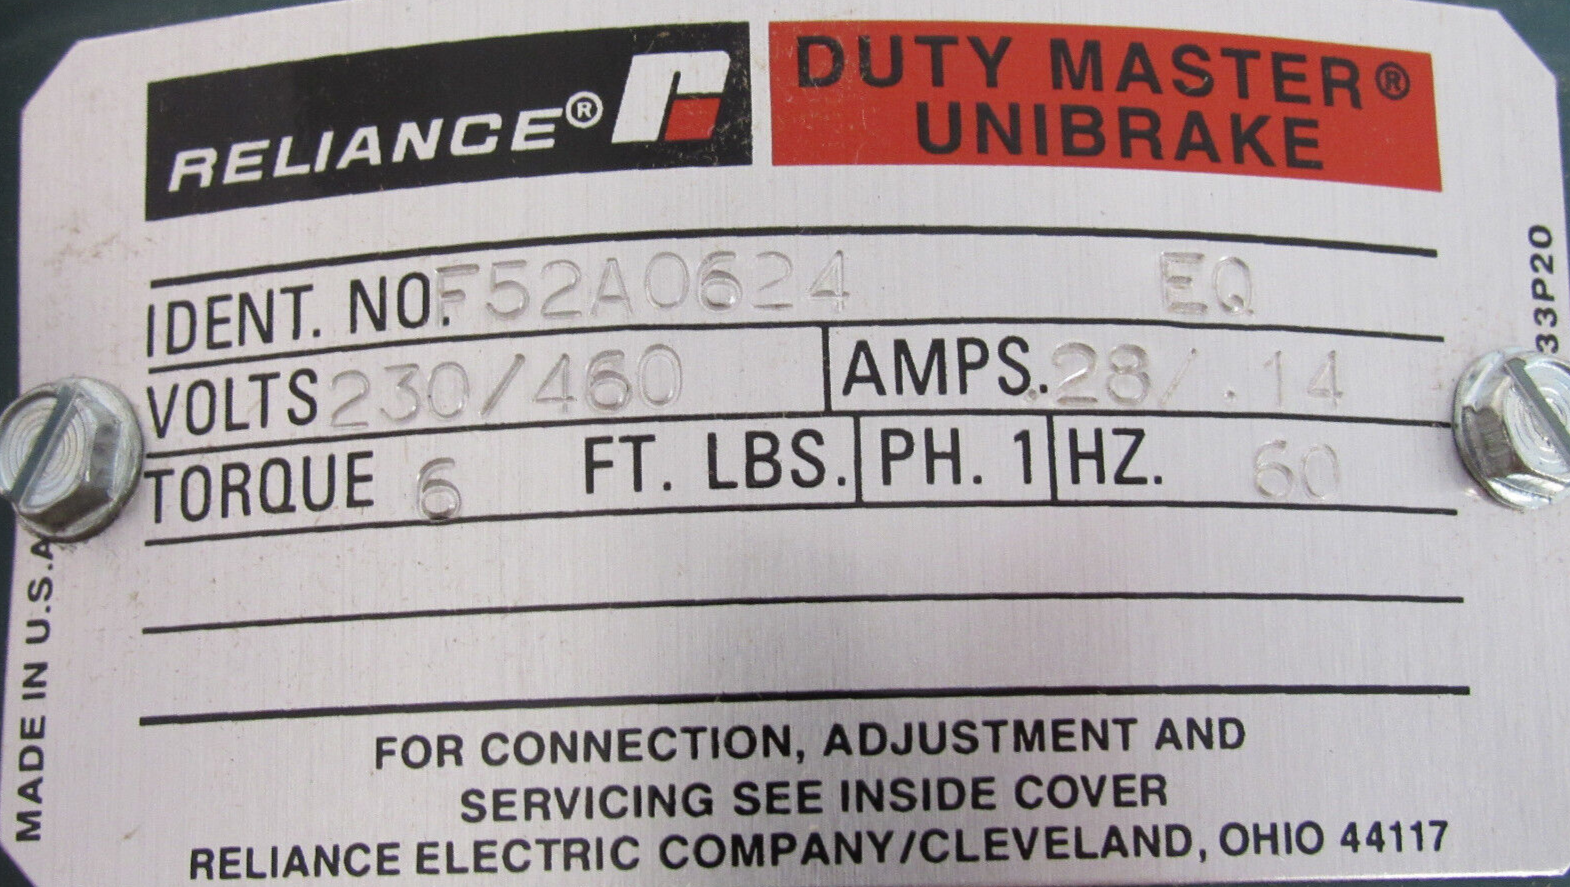 RELIANCE®
DUTY MASTER®
UNIBRAKE
IDENT. NO. F52A0624 EQ
VOLTS 230/460 AMPS. .28/.14
TORQUE 6 FT. LBS. PH. 1 HZ. 60
FOR CONNECTION, ADJUSTMENT AND
SERVICING SEE INSIDE COVER
RELIANCE ELECTRIC COMPANY/CLEVELAND, OHIO 44117
MADE IN U.S.A
33P20